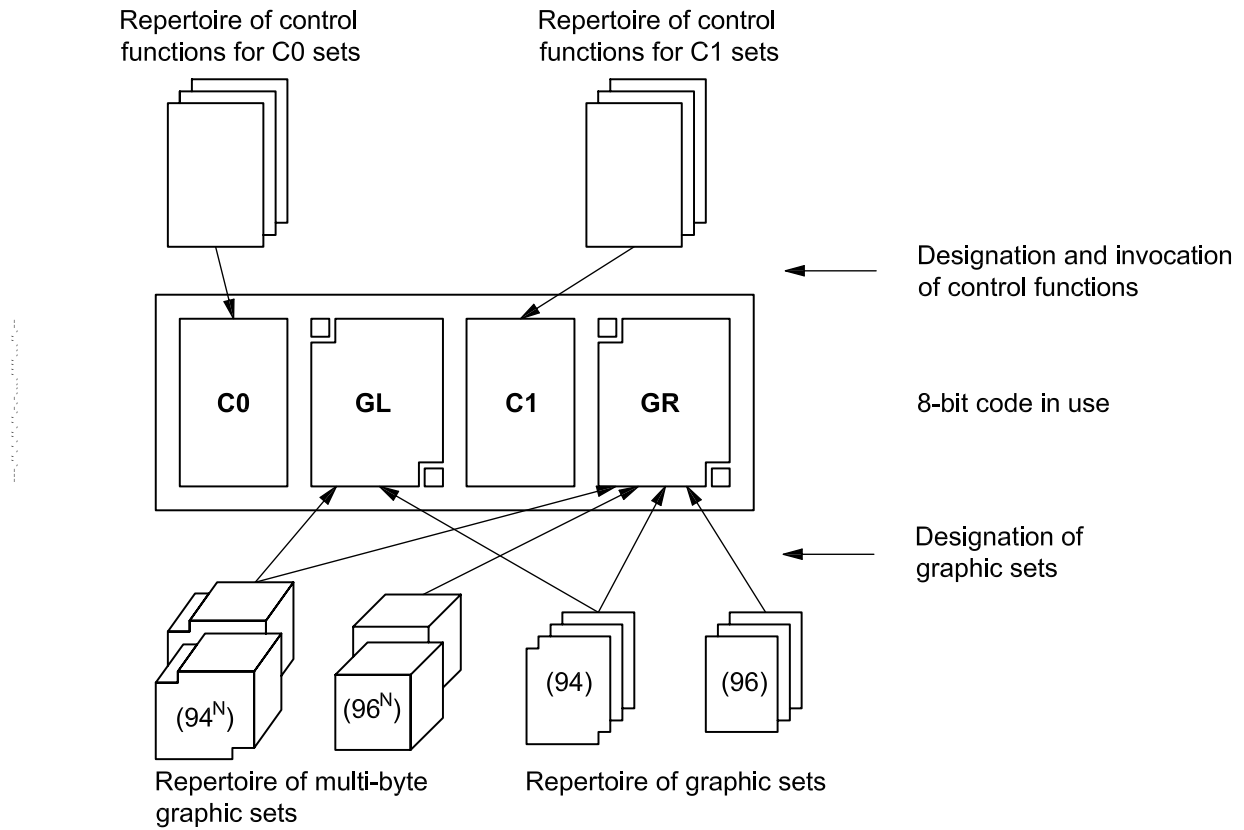 Repertoire of control
functions for C0 sets
Repertoire of control
functions for C1 sets
Designation and invocation
of control functions
C0
GL
C1
GR
8-bit code in use
Designation of
graphic sets
(94ᴺ)
(96ᴺ)
(94)
(96)
Repertoire of multi-byte
graphic sets
Repertoire of graphic sets